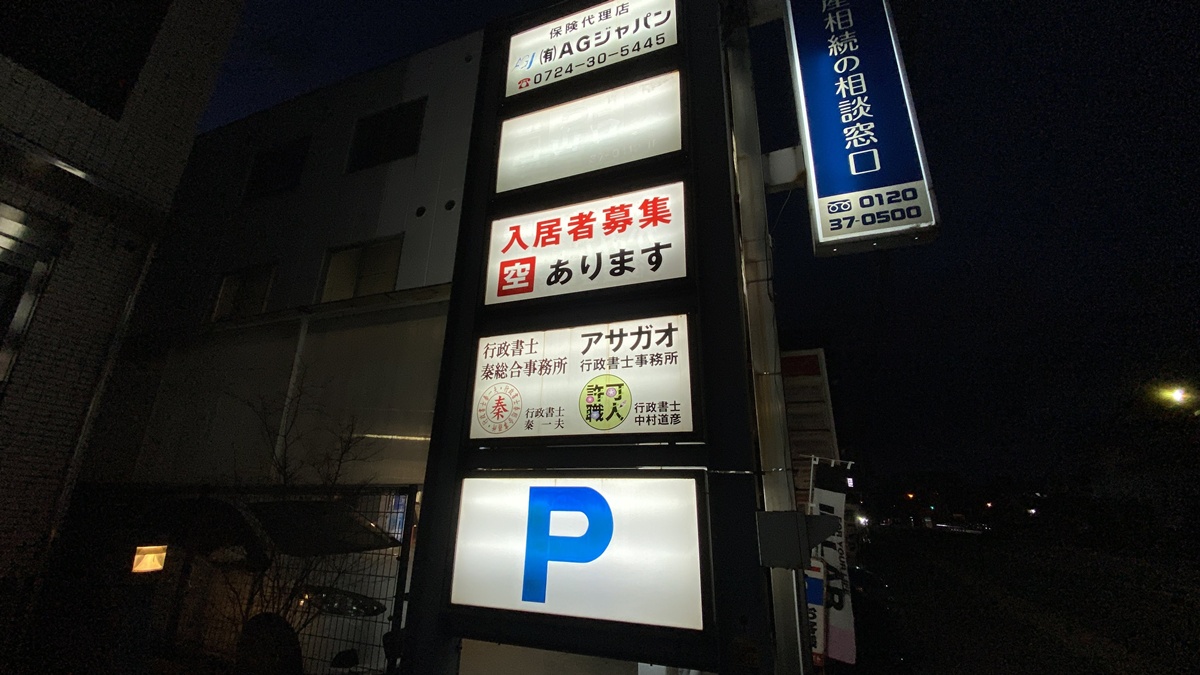 保険代理店
(有)AGジャパン
☎0724-30-5445
入居者募集
空 あります
行政書士
秦総合事務所
秦
行政書士
秦 一夫
アサガオ
行政書士事務所
許可
職人
行政書士
中村道彦
P
産相続の相談窓口
0120
37-0500